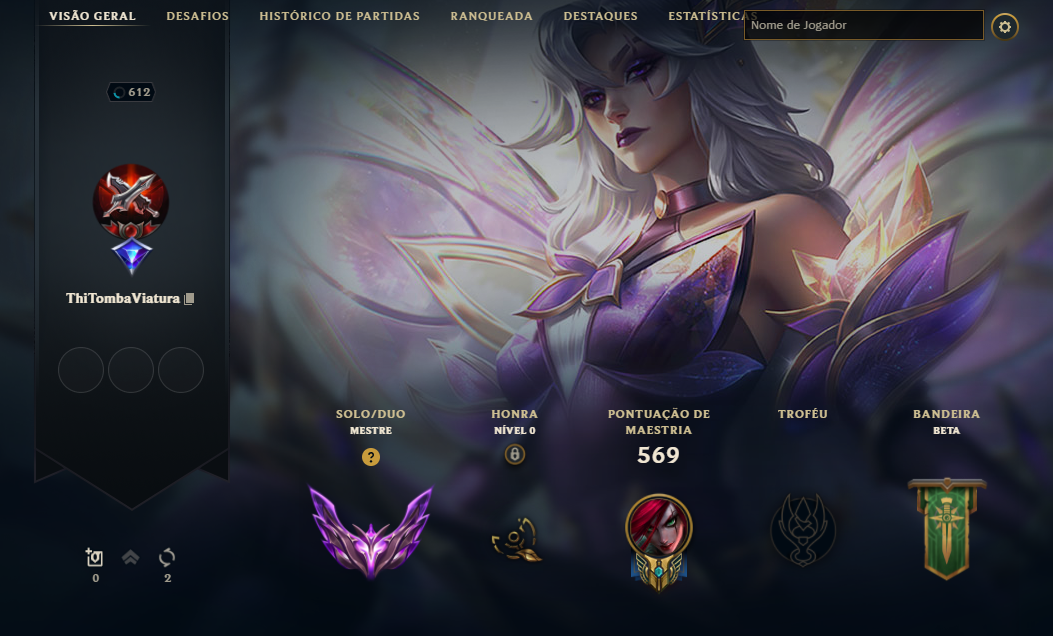 VISÃO GERAL
DESAFIOS
HISTÓRICO DE PARTIDAS
RANQUEADA
DESTAQUES
ESTATÍSTICAS
Nome de Jogador
612
ThiTombaViatura
SOLO/DUO
MESTRE
?
HONRA
NÍVEL 0
PONTUAÇÃO DE
MAESTRIA
569
TROFÉU
BANDEIRA
BETA
0
2